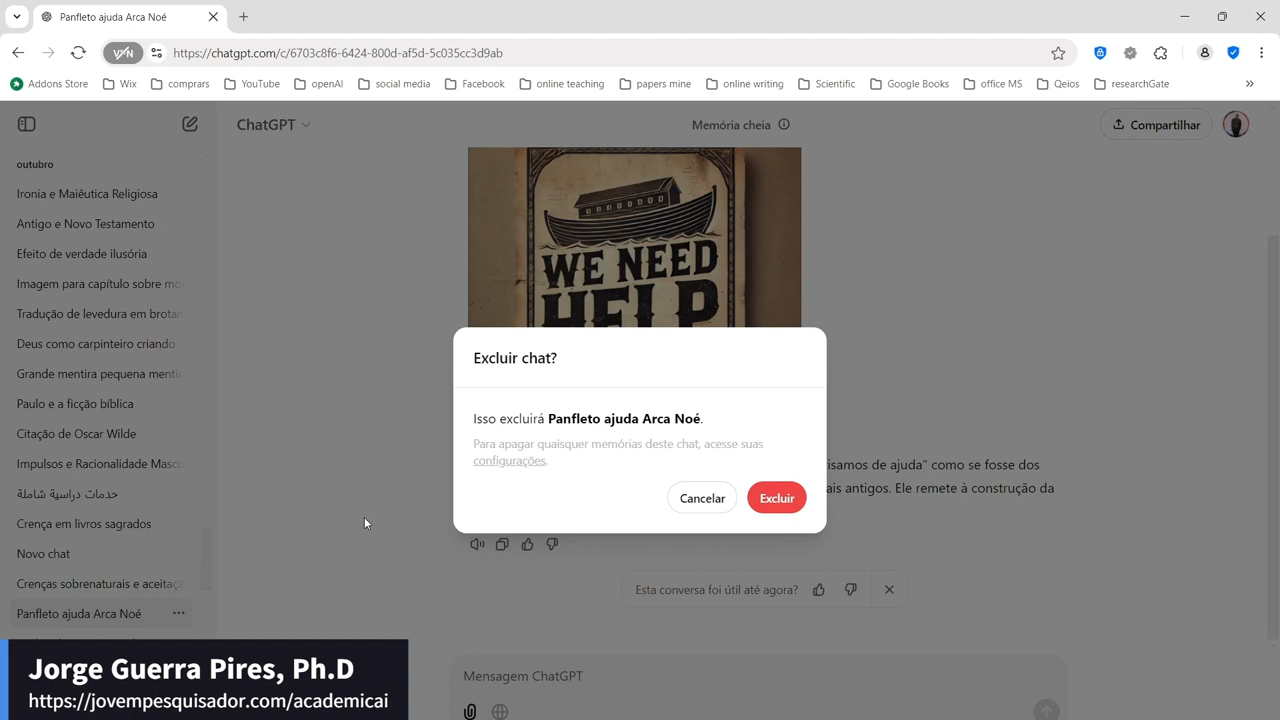 Panfleto ajuda Arca Noé
VPN
https://chatgpt.com/c/6703c8f6-6424-800d-af5d-5c035cc3d9ab
Addons Store
Wix
comprars
YouTube
openAI
social media
Facebook
online teaching
papers mine
online writing
Scientific
Google Books
office MS
Qeios
researchGate
ChatGPT
Memória cheia
Compartilhar
outubro
Ironia e Maiêutica Religiosa
Antigo e Novo Testamento
Efeito de verdade ilusória
Imagem para capítulo sobre mo
Tradução de levedura em brotam
Deus como carpinteiro criando
Grande mentira pequena mentir
Paulo e a ficção bíblica
Citação de Oscar Wilde
Impulsos e Racionalidade Mascu
خدمات دراسية شاملة
Crença em livros sagrados
Novo chat
Crenças sobrenaturais e aceitaçã
Panfleto ajuda Arca Noé
WE NEED
HELP
Excluir chat?
Isso excluirá Panfleto ajuda Arca Noé.
Para apagar quaisquer memórias deste chat, acesse suas
configurações.
Cancelar
Excluir
isamos de ajuda" como se fosse dos
ais antigos. Ele remete à construção da
Esta conversa foi útil até agora?
Mensagem ChatGPT
Jorge Guerra Pires, Ph.D
https://jovempesquisador.com/academicai